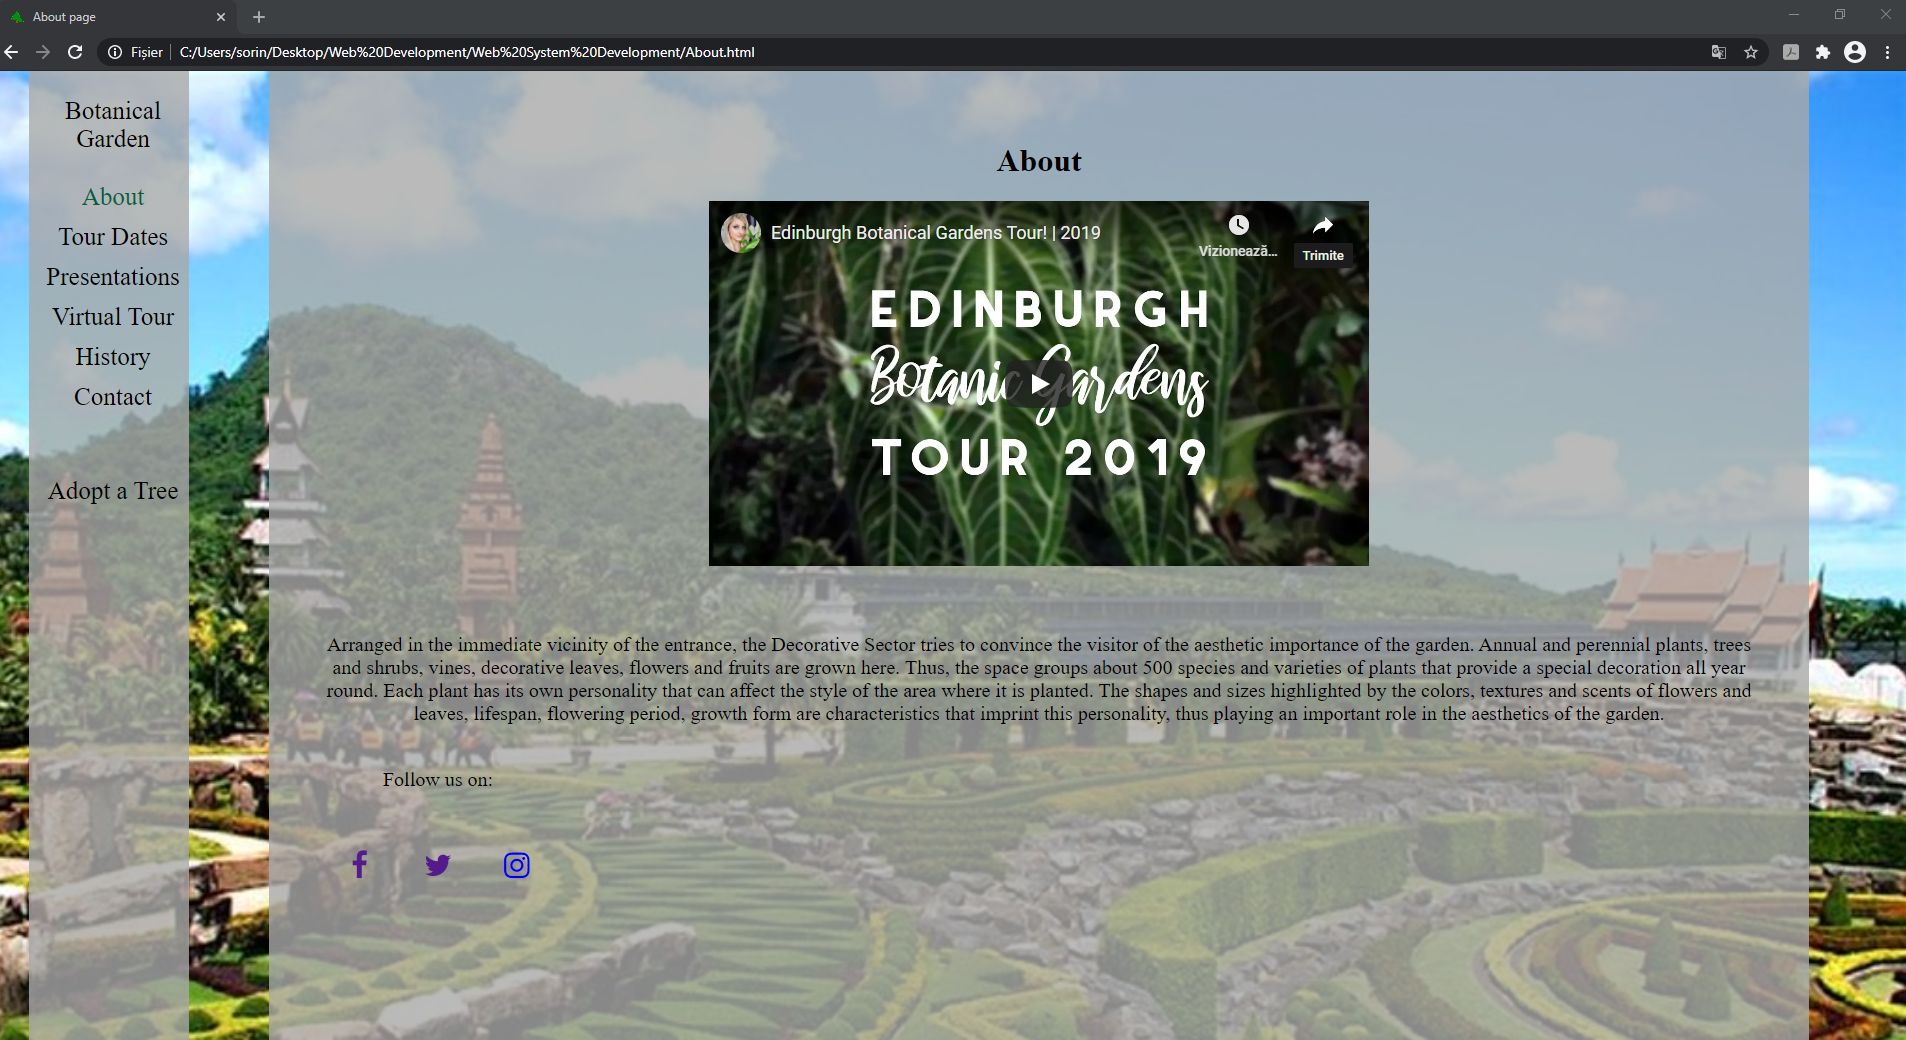 About page
Fișier
C:/Users/sorin/Desktop/Web%20Development/Web%20System%20Development/About.html
Botanical
Garden
About
Tour Dates
Presentations
Virtual Tour
History
Contact
Adopt a Tree
About
Edinburgh Botanical Gardens Tour! | 2019
Vizionează...
Trimite
EDINBURGH
Botanic Gardens
TOUR 2019
Arranged in the immediate vicinity of the entrance, the Decorative Sector tries to convince the visitor of the aesthetic importance of the garden. Annual and perennial plants, trees
and shrubs, vines, decorative leaves, flowers and fruits are grown here. Thus, the space groups about 500 species and varieties of plants that provide a special decoration all year
round. Each plant has its own personality that can affect the style of the area where it is planted. The shapes and sizes highlighted by the colors, textures and scents of flowers and
leaves, lifespan, flowering period, growth form are characteristics that imprint this personality, thus playing an important role in the aesthetics of the garden.
Follow us on: